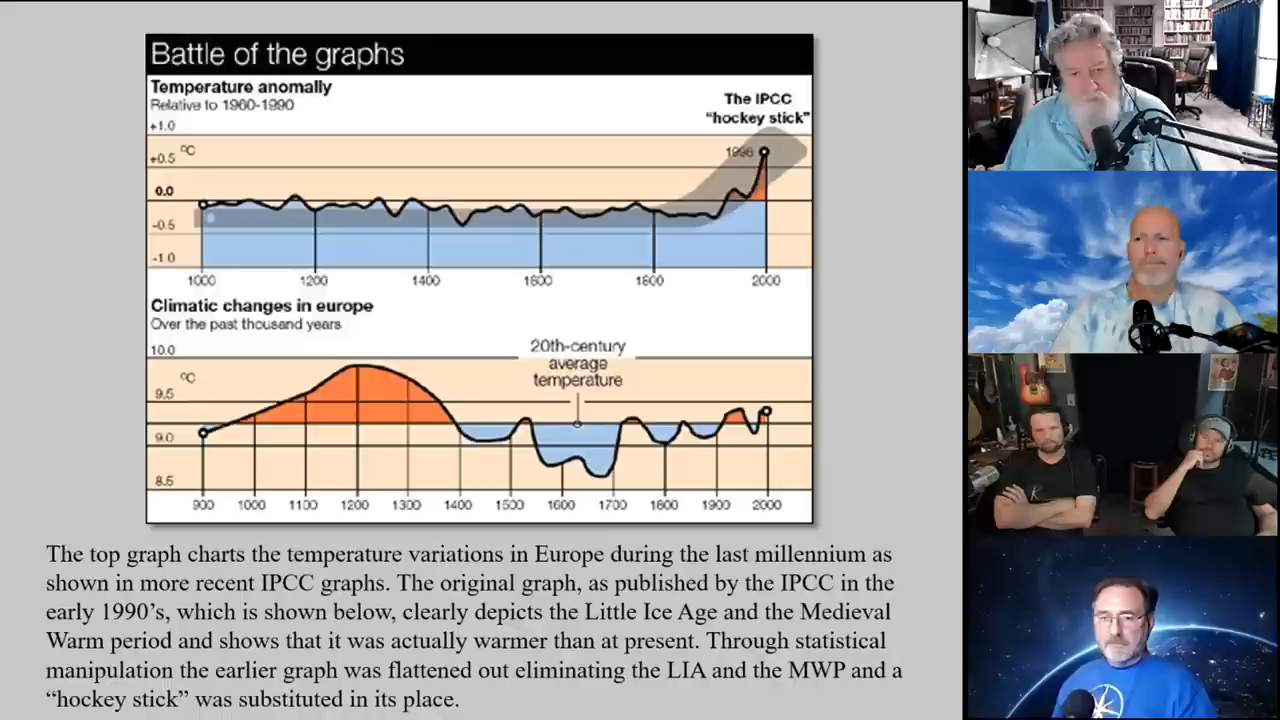 Battle of the graphs
Temperature anomaly
Relative to 1960-1990
The IPCC
"hockey stick"
+1.0
°C
+0.5
1998
0.0
-0.5
-1.0
1000 1200 1400 1600 1800 2000
Climatic changes in europe
Over the past thousand years
20th-century
average
temperature
10.0
°C
9.5
9.0
8.5
900 1000 1100 1200 1300 1400 1500 1600 1700 1800 1900 2000
The top graph charts the temperature variations in Europe during the last millennium as
shown in more recent IPCC graphs. The original graph, as published by the IPCC in the
early 1990's, which is shown below, clearly depicts the Little Ice Age and the Medieval
Warm period and shows that it was actually warmer than at present. Through statistical
manipulation the earlier graph was flattened out eliminating the LIA and the MWP and a
“hockey stick” was substituted in its place.